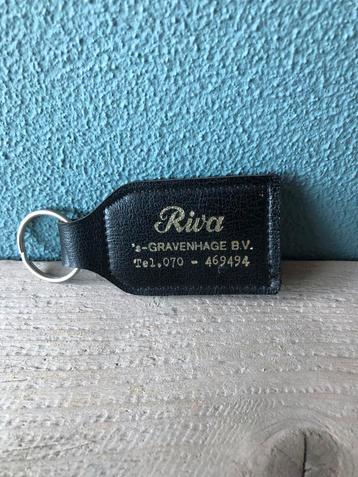 Riva
's-GRAVENHAGE B.V.
Tel.070 - 469494